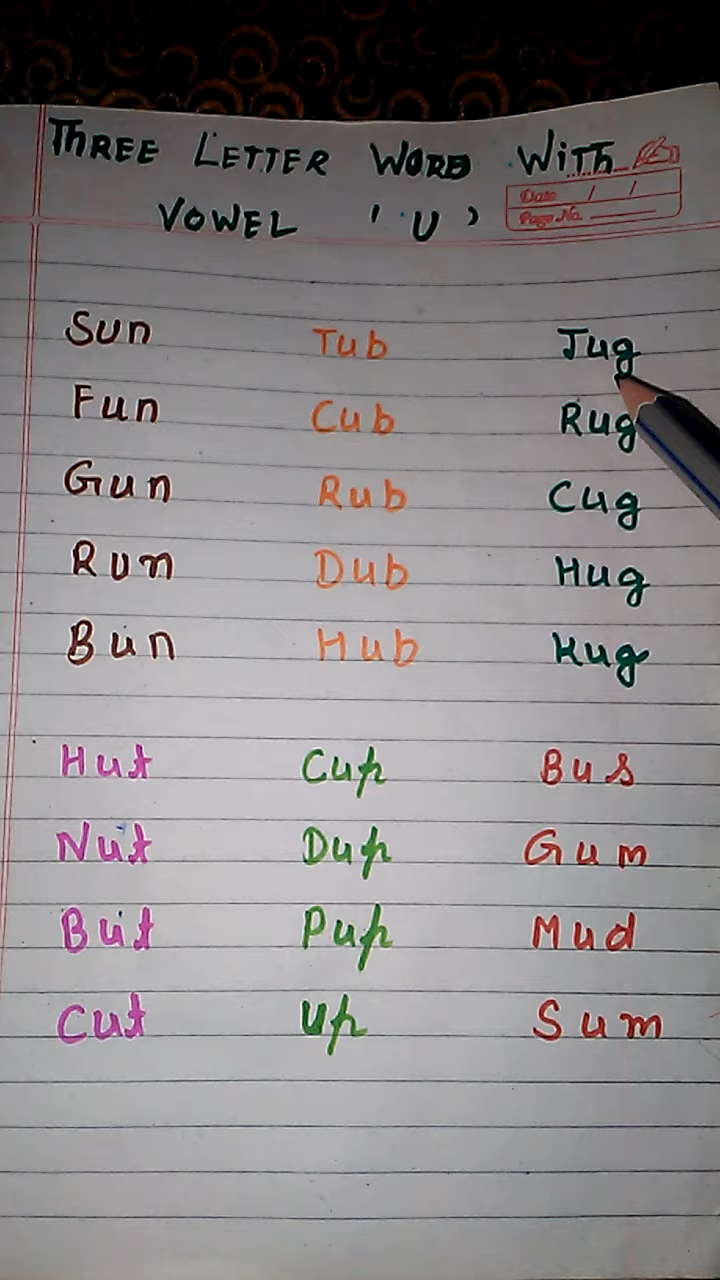 THREE LETTER WORD WITH
VOWEL 'U'
Date / /
Page No.
Sun Tub Jug
Fun Cub Rug
Gun Rub Cug
Run Dub Hug
Bun Hub Kug
Hut Cup Bus
Nut Dup Gum
But Pup Mud
Cut Up Sum